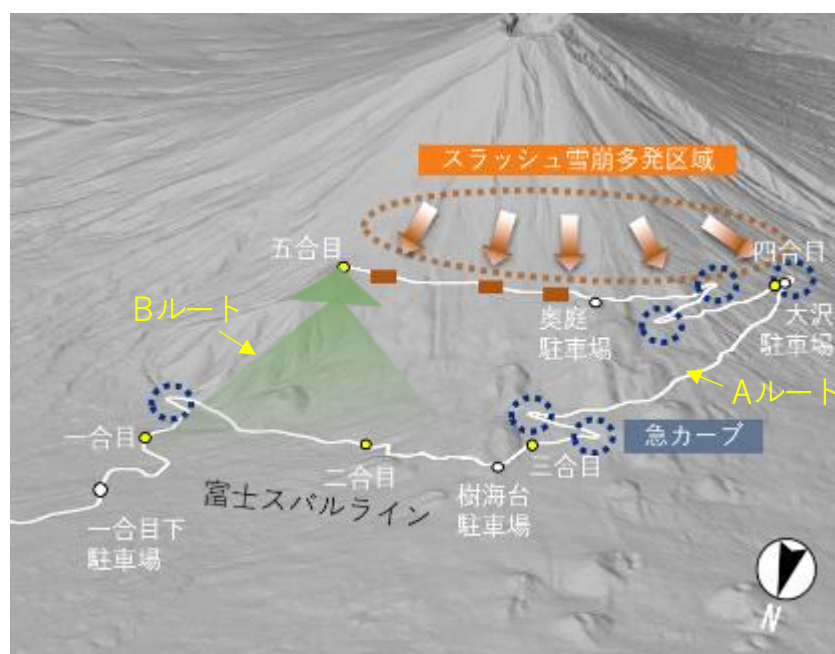 スラッシュ雪崩多発区域
五合目
四合目
Bルート
奥庭
駐車場
大沢
駐車場
Aルート
急カーブ
一合目
二合目
三合目
富士スバルライン
樹海台
駐車場
一合目下
駐車場
N